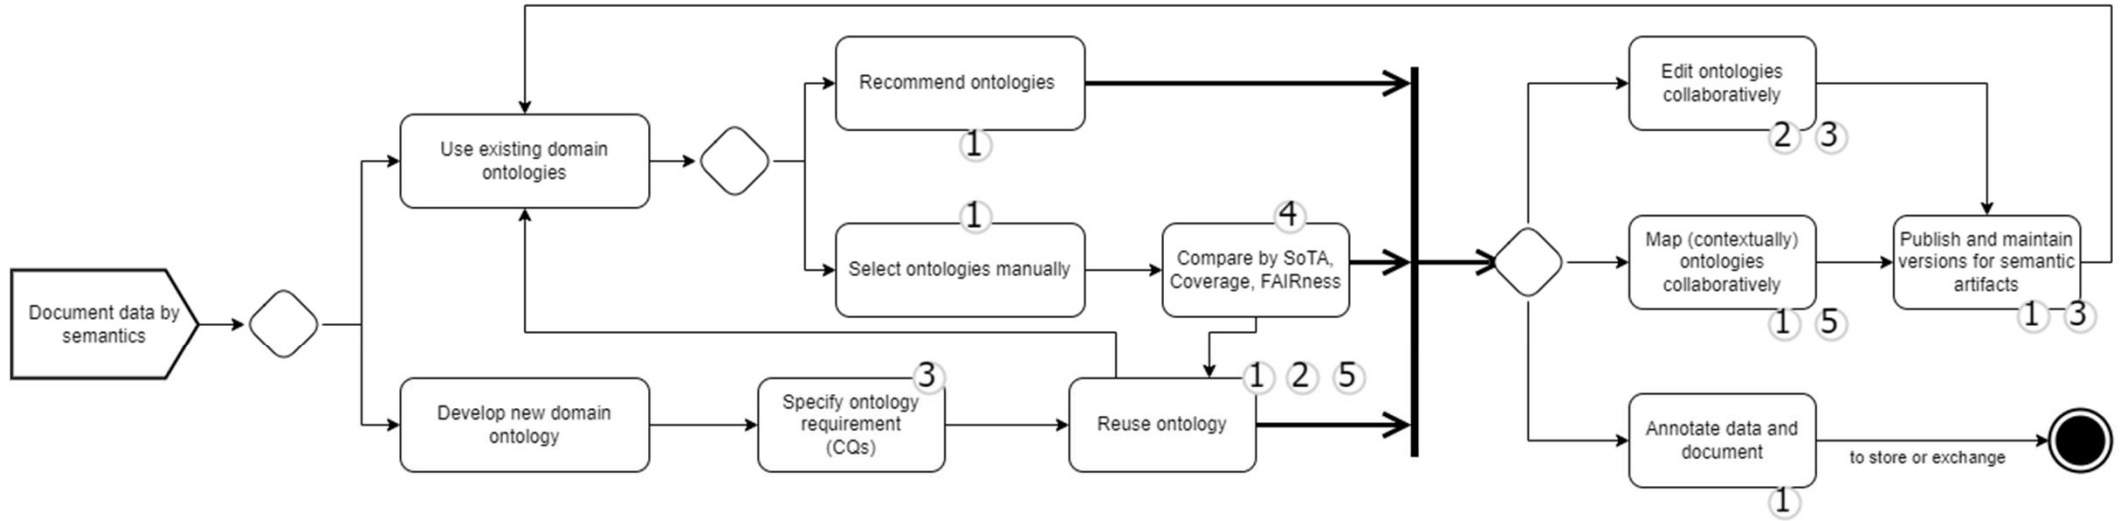 Document data by
semantics
Use existing domain
ontologies
Develop new domain
ontology
Recommend ontologies
1
1
Select ontologies manually
4
Compare by SoTA,
Coverage, FAIRness
3
Specify ontology
requirement
(CQs)
1 2 5
Reuse ontology
Edit ontologies
collaboratively
2 3
Map (contextually)
ontologies
collaboratively
1 5
Publish and maintain
versions for semantic
artifacts
1 3
Annotate data and
document
1
to store or exchange